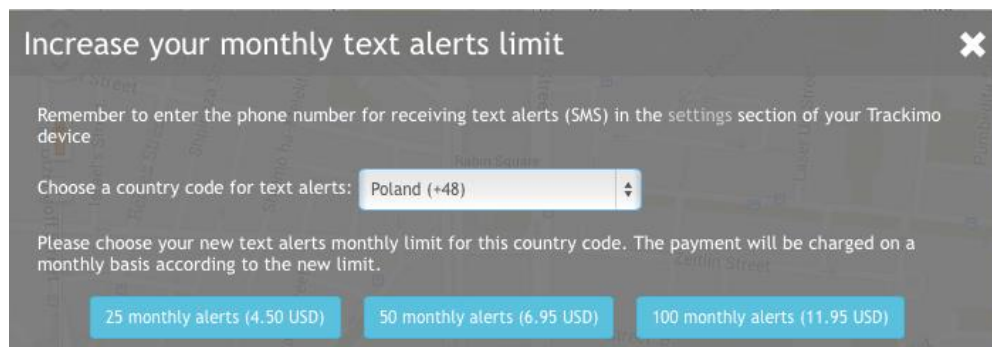 Increase your monthly text alerts limit
Remember to enter the phone number for receiving text alerts (SMS) in the settings section of your Trackimo
device
Rabin Square
Choose a country code for text alerts: Poland (+48)
Please choose your new text alerts monthly limit for this country code. The payment will be charged on a
monthly basis according to the new limit.
Zeitlin Street
25 monthly alerts (4.50 USD) 50 monthly alerts (6.95 USD) 100 monthly alerts (11.95 USD)